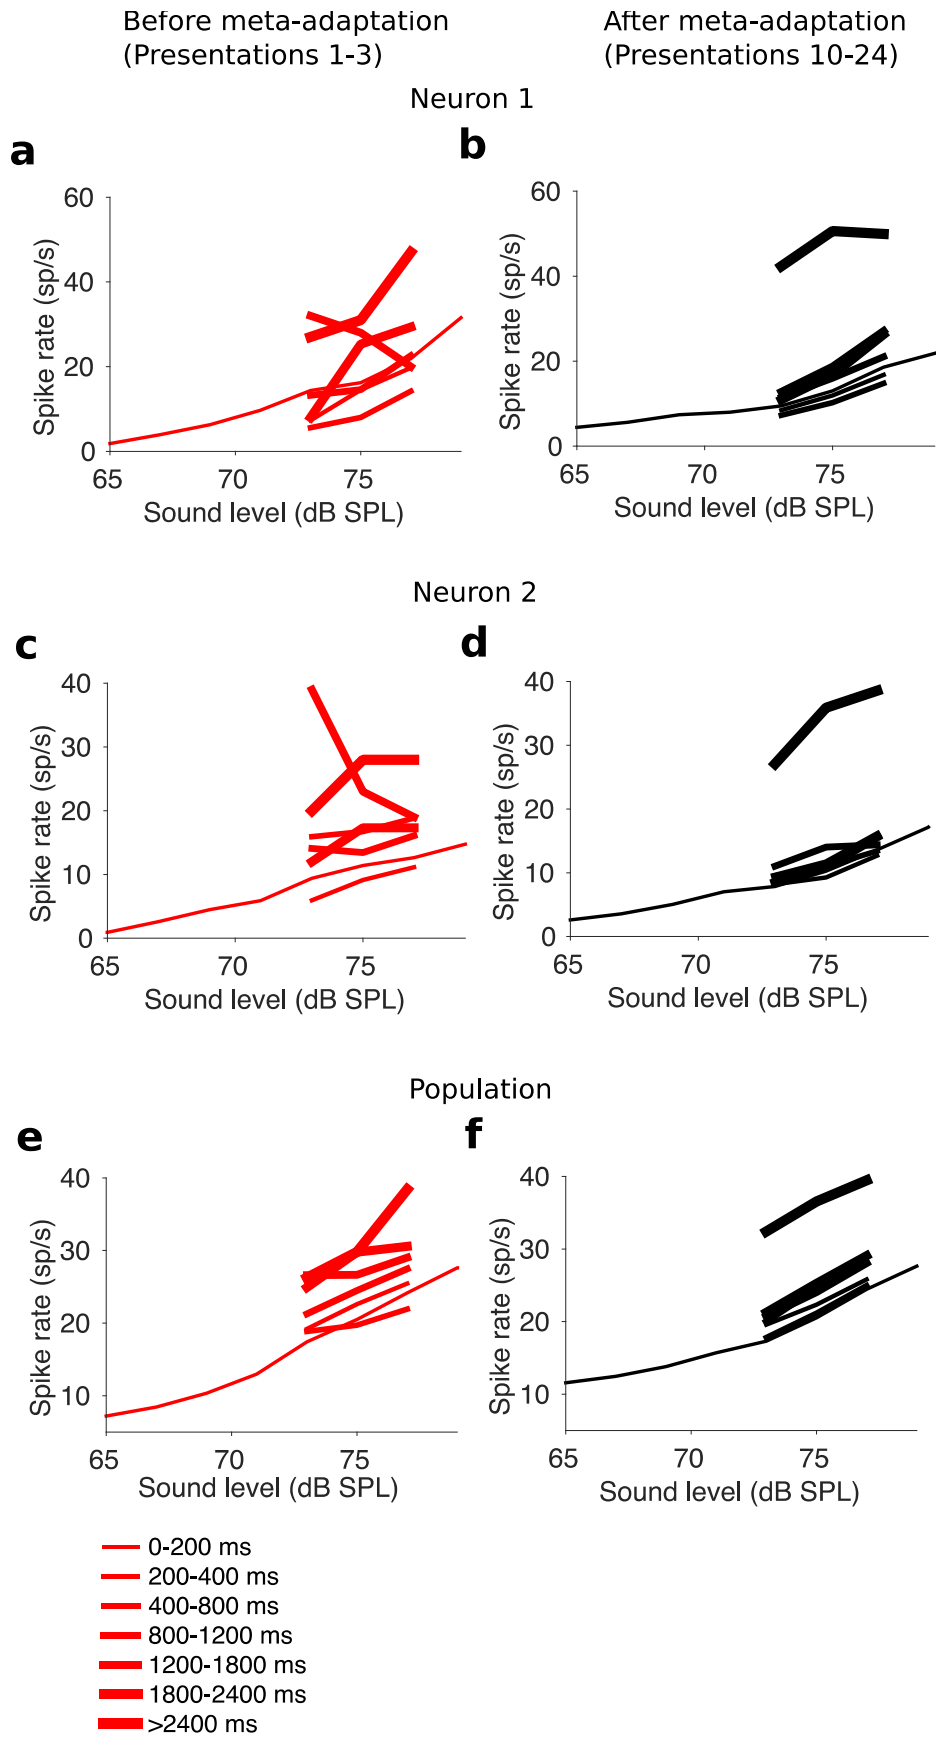 Before meta-adaptation
(Presentations 1-3)
After meta-adaptation
(Presentations 10-24)
Neuron 1
a
60
40
20
0
65
70
75
Spike rate (sp/s)
Sound level (dB SPL)
b
60
40
20
0
65
70
75
Spike rate (sp/s)
Sound level (dB SPL)
Neuron 2
c
40
30
20
10
0
65
70
75
Spike rate (sp/s)
Sound level (dB SPL)
d
40
30
20
10
0
65
70
75
Spike rate (sp/s)
Sound level (dB SPL)
Population
e
40
30
20
10
65
70
75
Spike rate (sp/s)
Sound level (dB SPL)
f
40
30
20
10
65
70
75
Spike rate (sp/s)
Sound level (dB SPL)
0-200 ms
200-400 ms
400-800 ms
800-1200 ms
1200-1800 ms
1800-2400 ms
>2400 ms